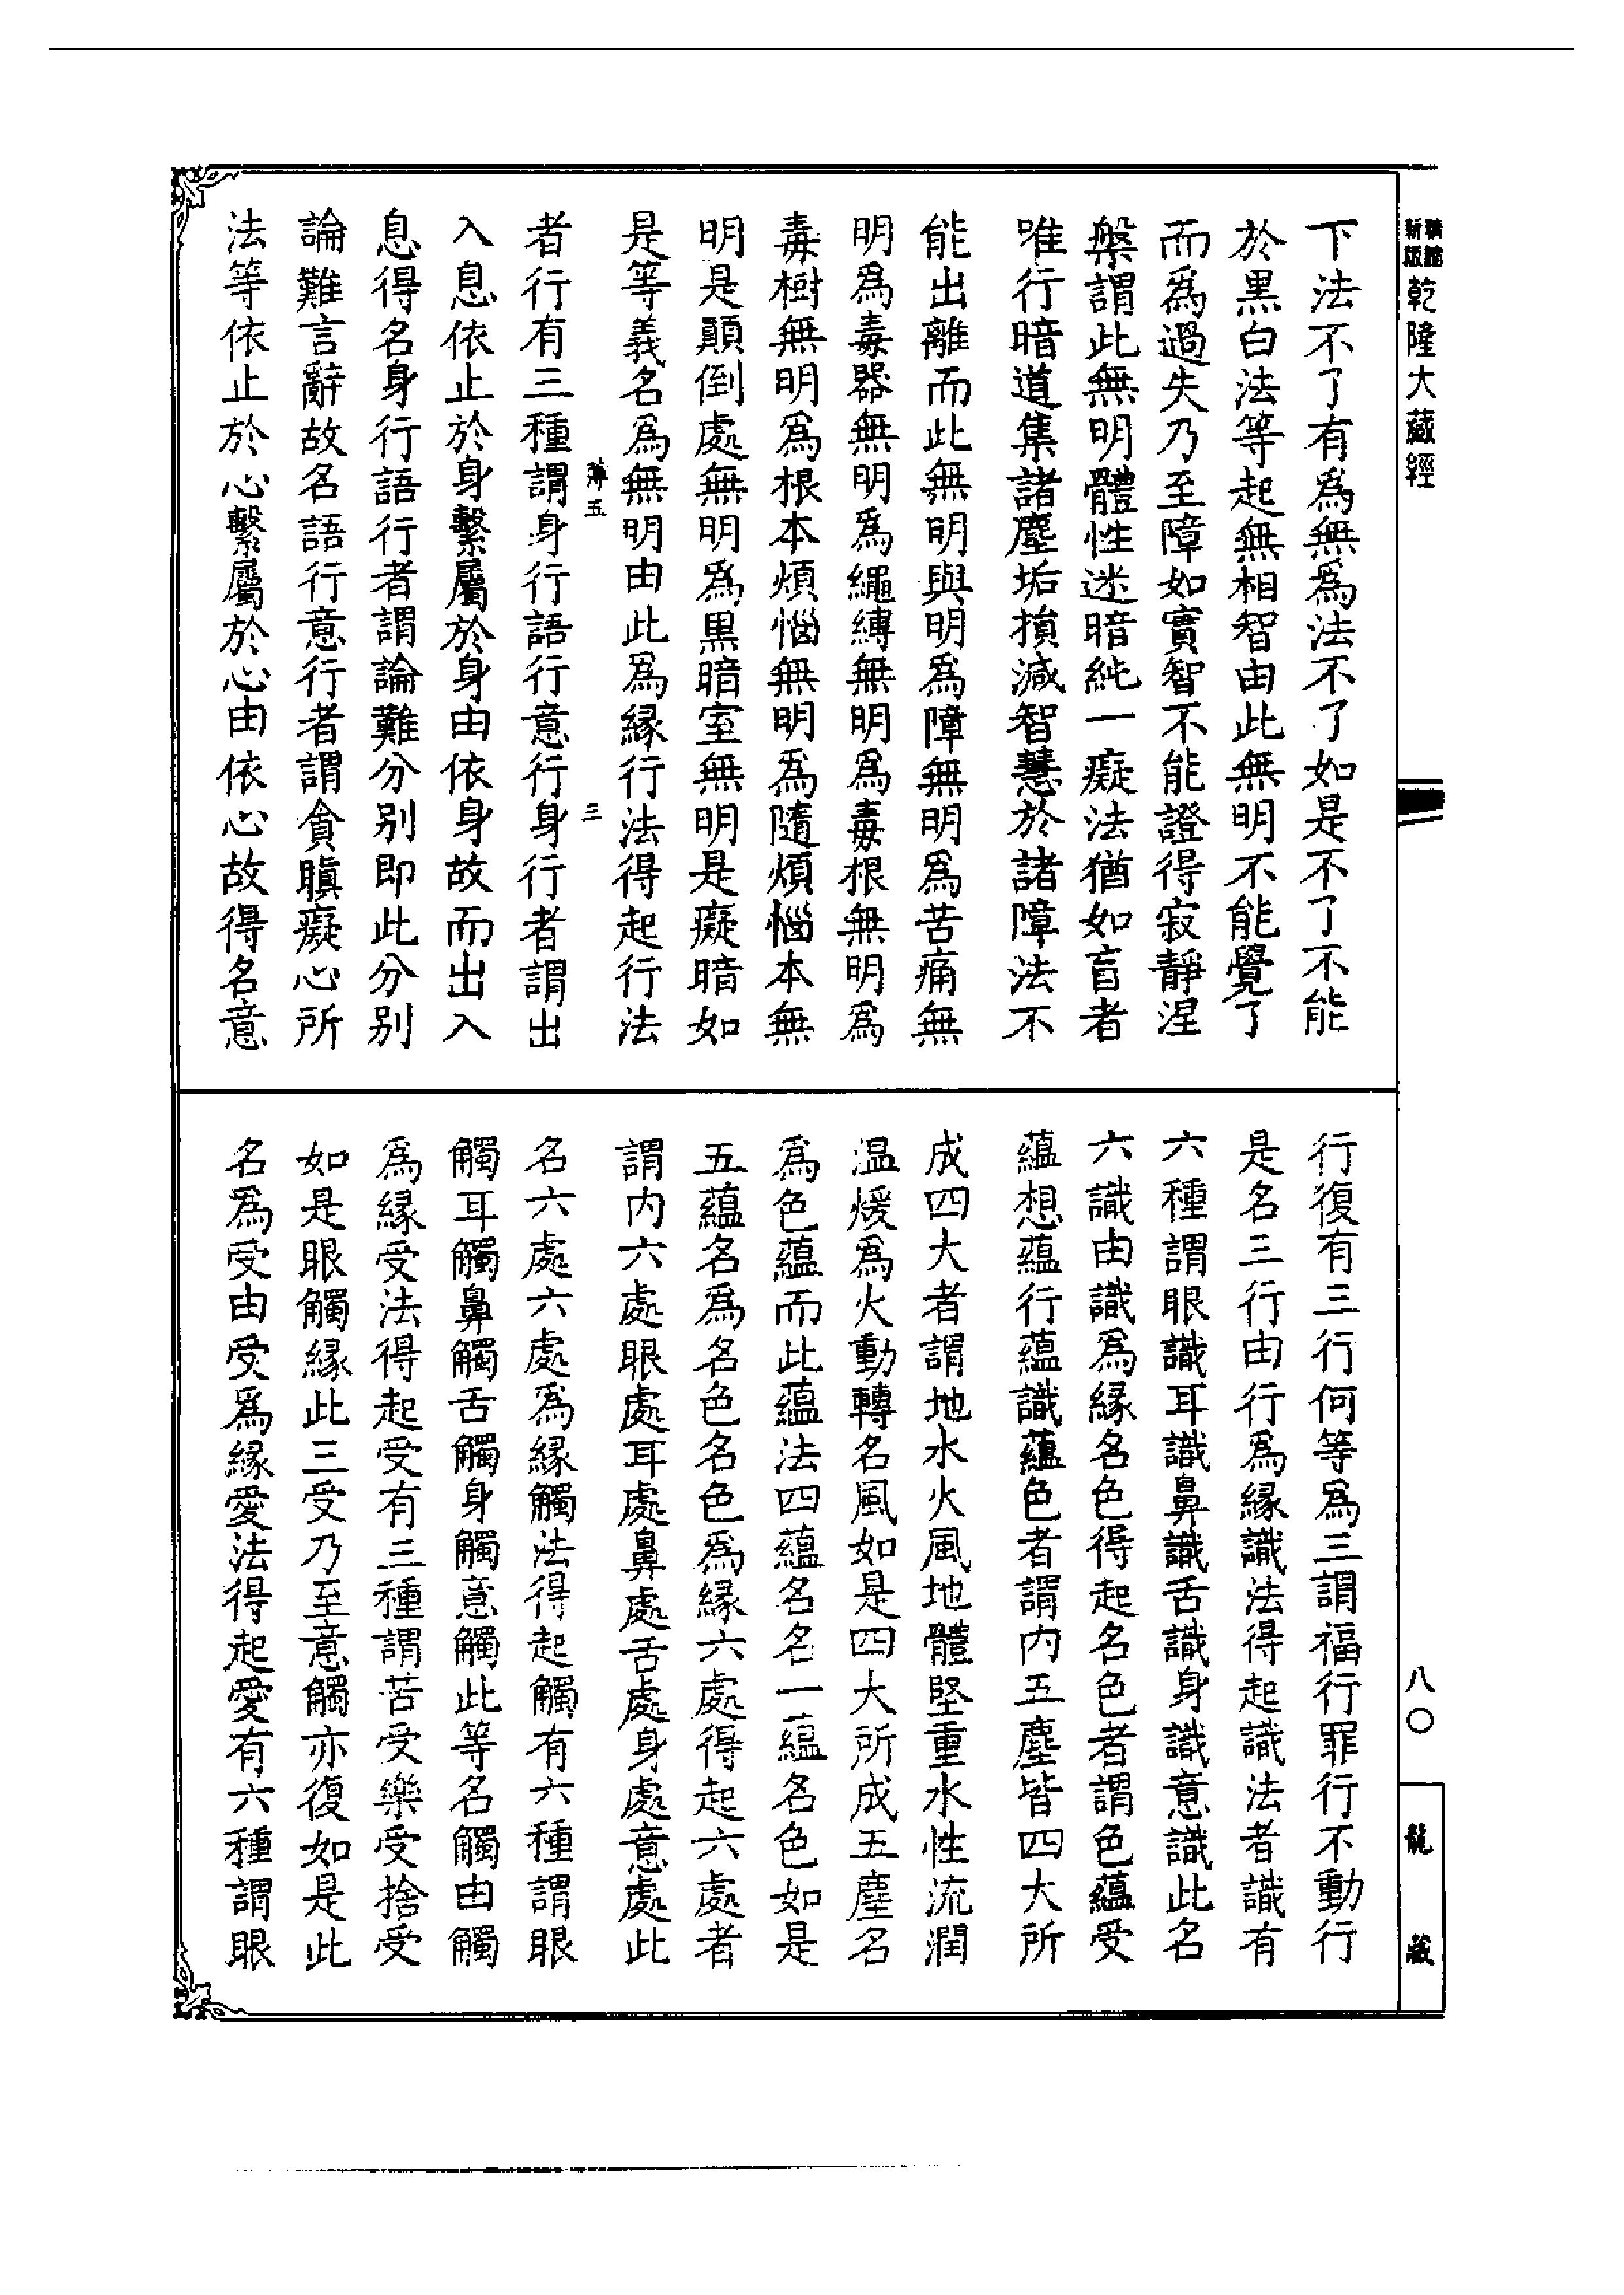 精縮
新版
乾隆大藏經
下法不了有爲無爲法不了如是不了不能
於黑白法等起無相智由此無明不能覺了
而爲過失乃至障如實智不能證得寂靜涅
槃謂此無明體性迷暗純一癡法猶如盲者
唯行暗道集諸塵垢損減智慧於諸障法不
能出離而此無明與明爲障無明爲苦痛無
明爲毒器無明爲繩縛無明爲毒根無明爲
毒樹無明爲根本煩惱無明爲隨煩惱本無
明是顚倒處無明爲黑暗室無明是癡暗如
是等義名爲無明由此爲緣行法得起行法
薄五
三
者行有三種謂身行語行意行身行者謂出
入息依止於身繫屬於身由依身故而出入
息得名身行語行者謂論難分別即此分別
論難言辭故名語行意行者謂貪瞋癡心所
法等依止於心繫屬於心由依心故得名意
行復有三行何等爲三謂福行罪行不動行
是名三行由行爲緣識法得起識法者識有
六種謂眼識耳識鼻識舌識身識意識此名
六識由識爲緣名色得起名色者謂色蘊受
蘊想蘊行蘊識蘊色者謂內五塵皆四大所
成四大者謂地水火風地體堅重水性流潤
温煖爲火動轉名風如是四大所成五塵名
爲色蘊而此蘊法四蘊名名一蘊名色如是
五蘊名爲名色名色爲緣六處得起六處者
謂內六處眼處耳處鼻處舌處身處意處此
名六處六處爲緣觸法得起觸有六種謂眼
觸耳觸鼻觸舌觸身觸意觸此等名觸由觸
爲緣受法得起受有三種謂苦受樂受捨受
如是眼觸緣此三受乃至意觸亦復如是此
名爲受由受爲緣愛法得起愛有六種謂眼
八〇
龍藏